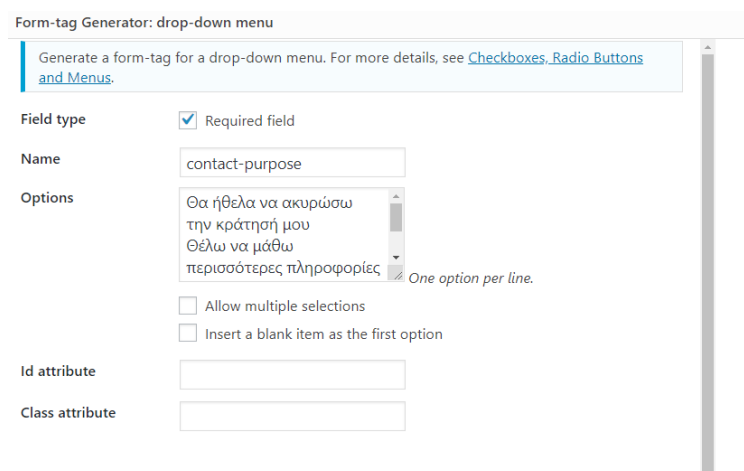 Form-tag Generator: drop-down menu
Generate a form-tag for a drop-down menu. For more details, see Checkboxes, Radio Buttons
and Menus.
Field type
Required field
Name
contact-purpose
Options
Θα ήθελα να ακυρώσω
την κράτησή μου
Θέλω να μάθω
περισσότερες πληροφορίες
One option per line.
Allow multiple selections
Insert a blank item as the first option
Id attribute
Class attribute